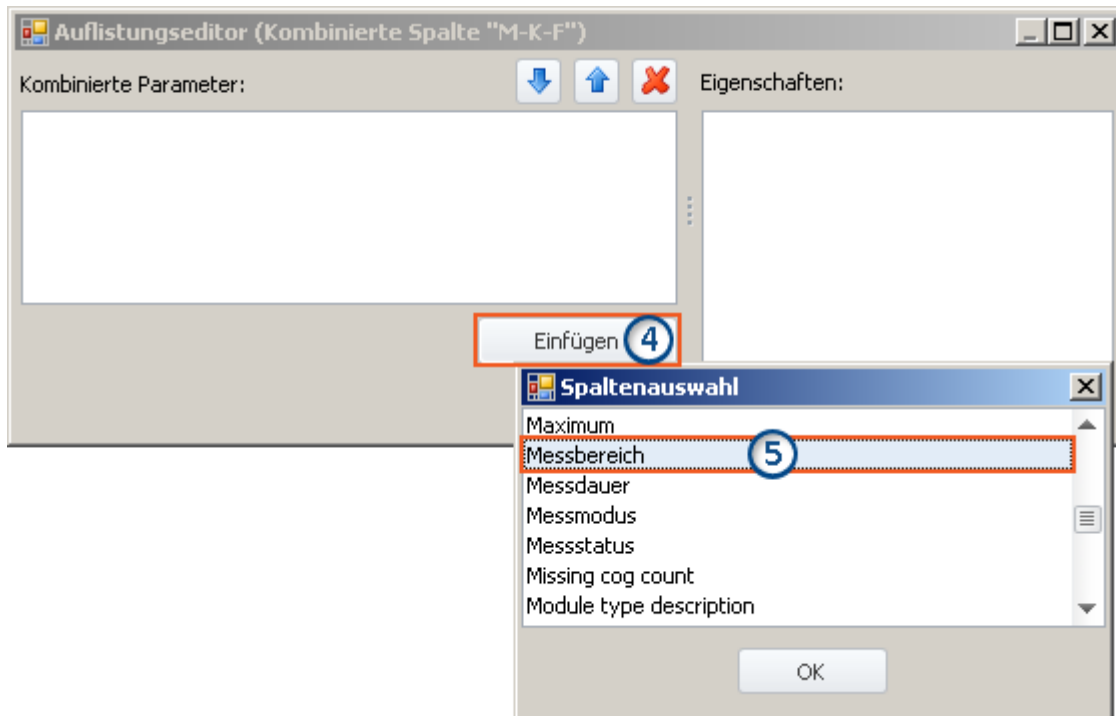 Auflistungseditor (Kombinierte Spalte "M-K-F")
Kombinierte Parameter:
Eigenschaften:
Einfügen 4
Spaltenauswahl
Maximum
Messbereich 5
Messdauer
Messmodus
Messstatus
Missing cog count
Module type description
OK